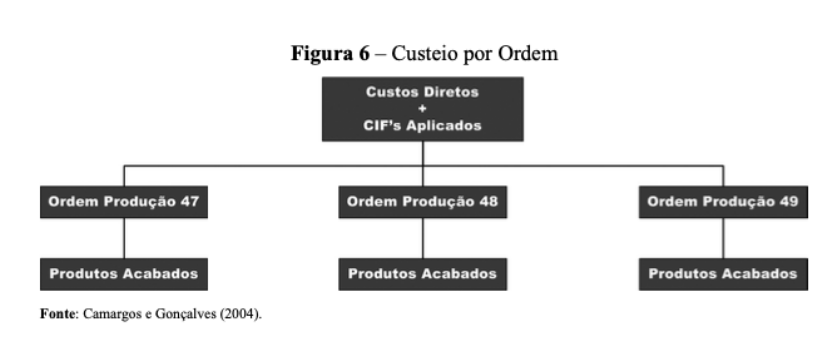 Figura 6 – Custeio por Ordem
Custos Diretos
+
CIF's Aplicados
Ordem Produção 47
Ordem Produção 48
Ordem Produção 49
Produtos Acabados
Produtos Acabados
Produtos Acabados
Fonte: Camargos e Gonçalves (2004).